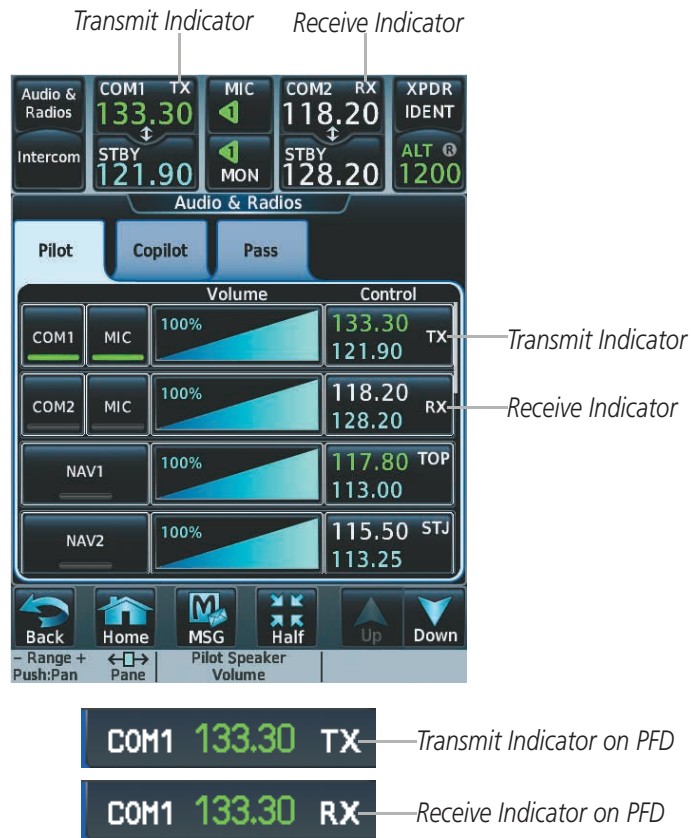 Transmit Indicator
Receive Indicator
Audio & Radios
COM1 TX
133.30
MIC
1
COM2 RX
118.20
XPDR IDENT
Intercom
STBY
121.90
1
MON
STBY
128.20
ALT R
1200
Audio & Radios
Pilot
Copilot
Pass
Volume
Control
COM1
MIC
100%
133.30 TX
121.90
Transmit Indicator
COM2
MIC
100%
118.20 RX
128.20
Receive Indicator
NAV1
100%
117.80 TOP
113.00
NAV2
100%
115.50 STJ
113.25
Back
Home
MSG
Half
Up
Down
– Range +
Push:Pan
Pane
Pilot Speaker
Volume
COM1 133.30 TX
Transmit Indicator on PFD
COM1 133.30 RX
Receive Indicator on PFD